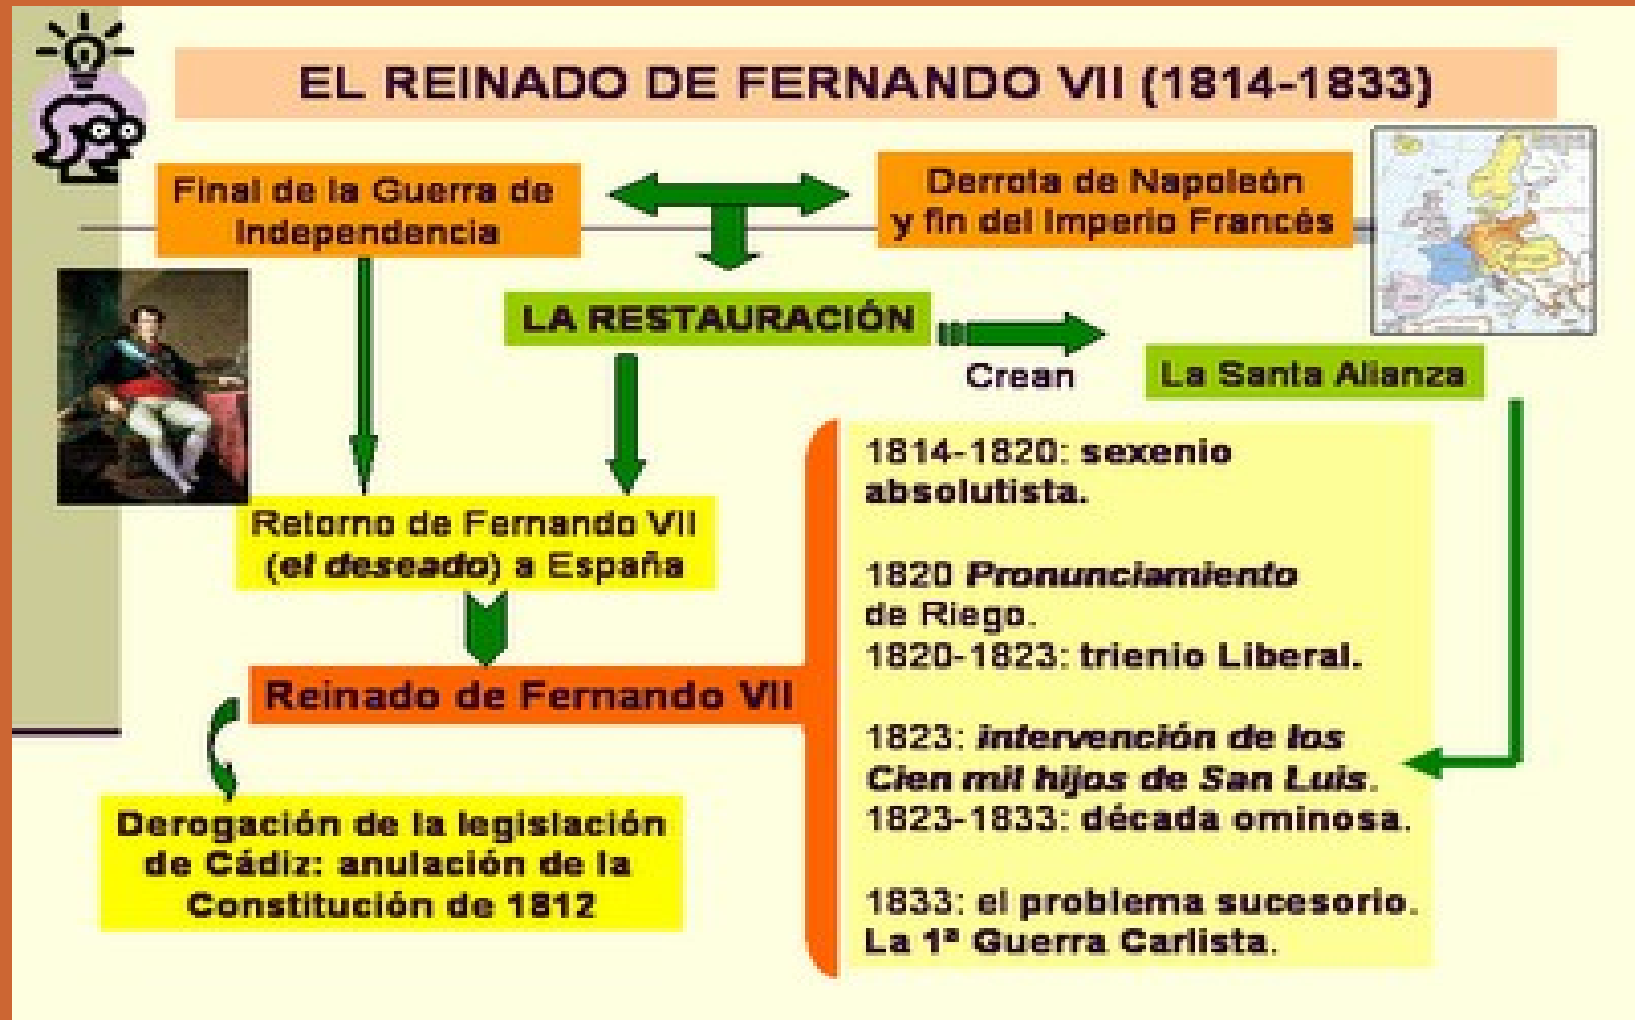 EL REINADO DE FERNANDO VII (1814-1833)
Final de la Guerra de
Independencia
Derrota de Napoleón
y fin del Imperio Francés
LA RESTAURACIÓN
Crean
La Santa Alianza
Retorno de Fernando VII
(el deseado) a España
Reinado de Fernando VII
Derogación de la legislación
de Cádiz: anulación de la
Constitución de 1812
1814-1820: sexenio
absolutista.
1820 Pronunciamiento
de Riego.
1820-1823: trienio Liberal.
1823: intervención de los
Cien mil hijos de San Luis.
1823-1833: década ominosa.
1833: el problema sucesorio.
La 1ª Guerra Carlista.